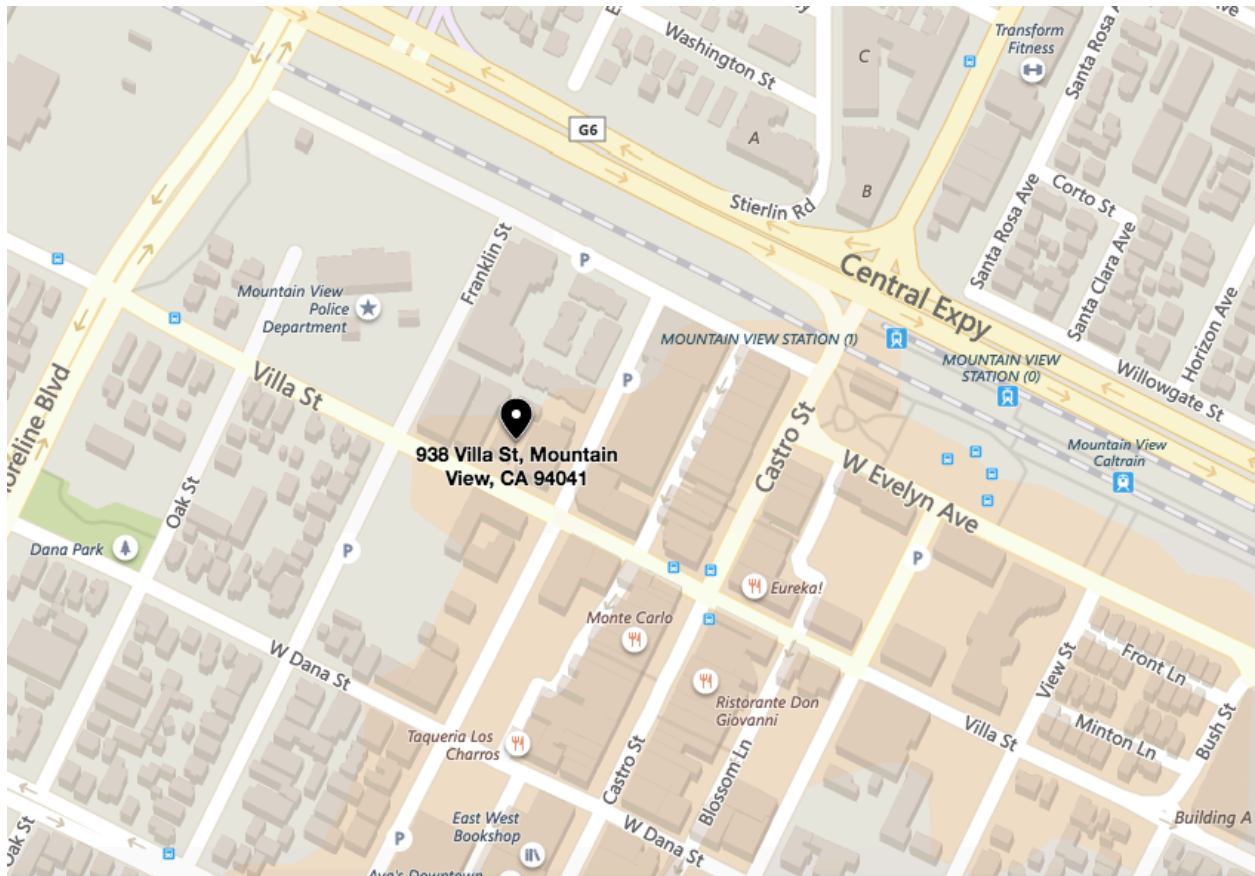 Washington St
Transform
Fitness
Santa Rosa A
Ave
C
A
B
G6
Stierlin Rd
Corto St
Santa Rosa Ave
Santa Clara Ave
Horizon Ave
Willowgate St
Central Expy
Franklin St
P
Mountain View
Police
Department
MOUNTAIN VIEW STATION (1)
MOUNTAIN VIEW
STATION (0)
Mountain View
Caltrain
Villa St
oreline Blvd
P
938 Villa St, Mountain
View, CA 94041
Castro St
W Evelyn Ave
Oak St
Dana Park
P
P
Eureka!
Monte Carlo
Ristorante Don
Giovanni
W Dana St
Taqueria Los
Charros
Castro St
Blossom Ln
View St
Front Ln
Villa St
Minton Ln
Bush St
Building A
East West
Bookshop
P
W Dana St
Oak St
Ava's Downtown